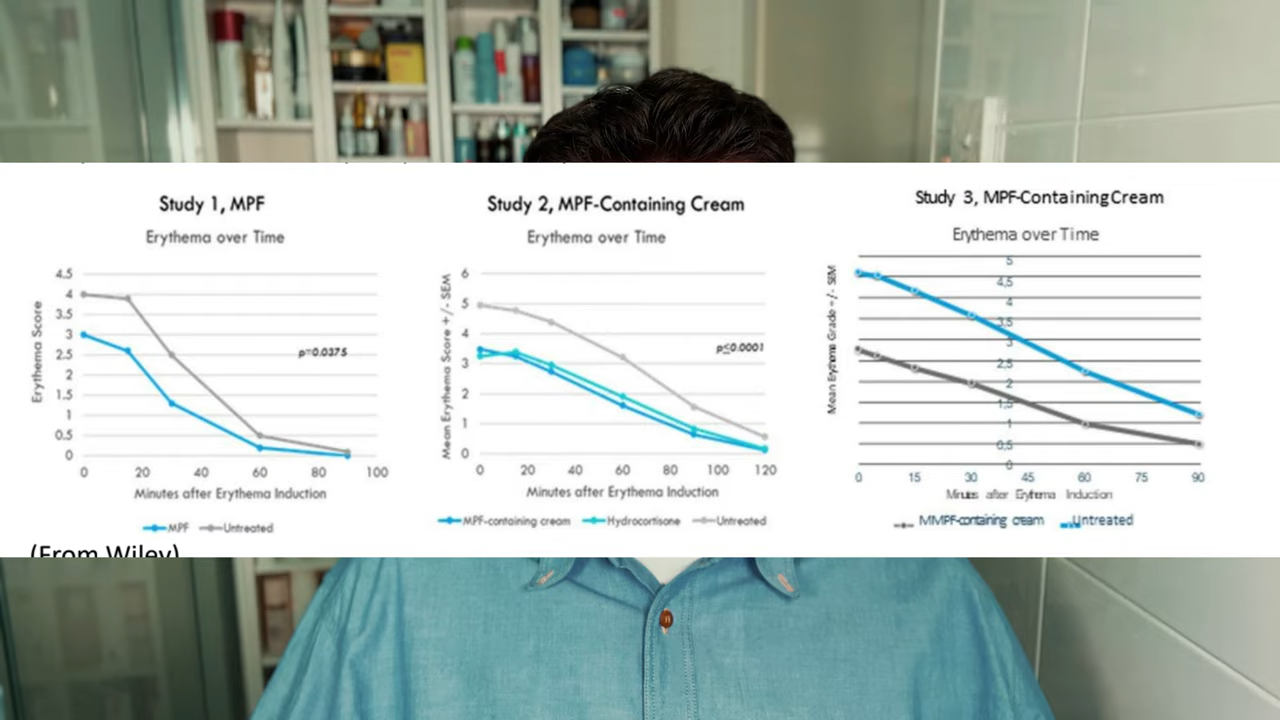 Study 1, MPF
Erythema over Time
Erythema Score
4.5
4
3.5
3
2.5
2
1.5
1
0.5
0
p=0.0375
0 20 40 60 80 100
Minutes after Erythema Induction
MPF Untreated
Study 2, MPF-Containing Cream
Erythema over Time
Mean Erythema Score +/- SEM
6
5
4
3
2
1
0
p≤0.0001
0 20 40 60 80 100 120
Minutes after Erythema Induction
MPF-containing cream Hydrocortisone Untreated
Study 3, MPF-Containing Cream
Erythema over Time
Mean Erythema Grade +/- SEM
5
4,5
4
3,5
3
2
1,5
1
0,5
0
0 15 30 45 60 75 90
Minutes after Erythema Induction
MMPF-containing cream Untreated
(From Wiley)